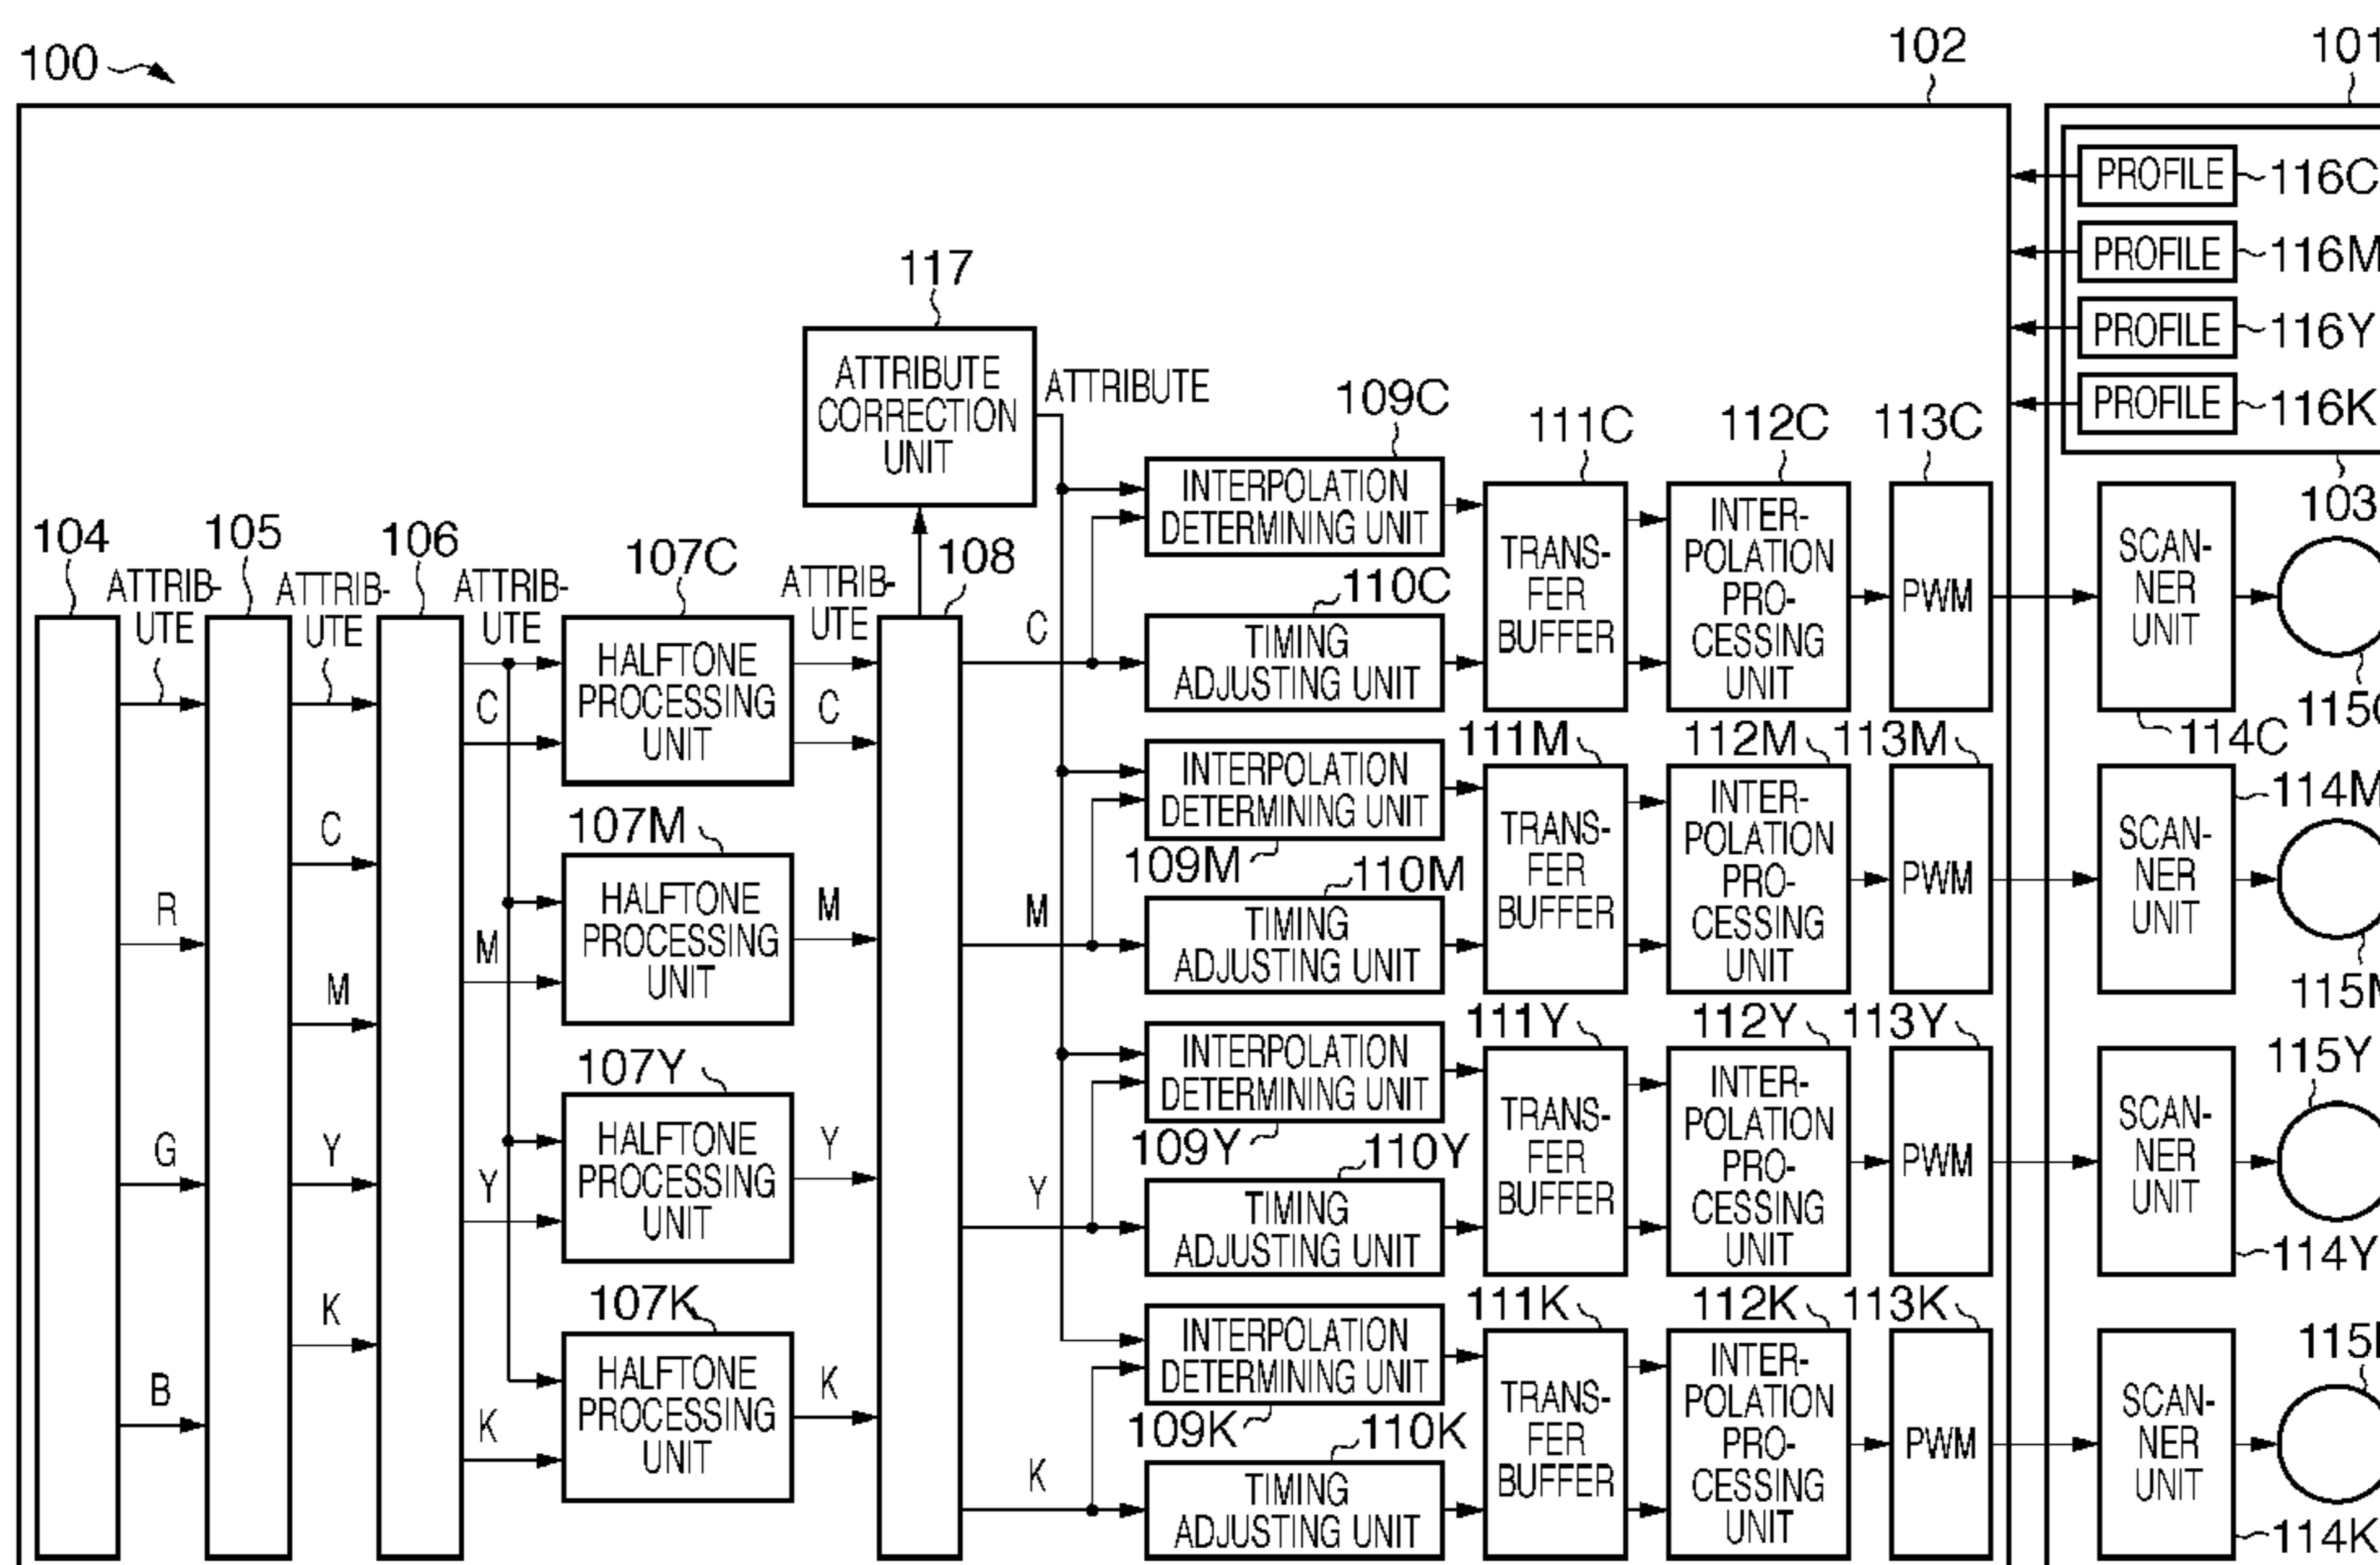 100
102
101
PROFILE
116C
PROFILE
116M
PROFILE
116Y
PROFILE
116K
103
117
ATTRIBUTE
CORRECTION
UNIT
ATTRIBUTE
104
105
106
107C
108
ATTRIB-
UTE
ATTRIB-
UTE
ATTRIB-
UTE
ATTRIB-
UTE
R
G
B
C
M
Y
K
C
M
Y
K
HALFTONE
PROCESSING
UNIT
107M
HALFTONE
PROCESSING
UNIT
107Y
HALFTONE
PROCESSING
UNIT
107K
HALFTONE
PROCESSING
UNIT
C
M
Y
K
C
M
Y
K
109C
INTERPOLATION
DETERMINING UNIT
110C
TIMING
ADJUSTING UNIT
111C
TRANS-
FER
BUFFER
112C
INTER-
POLATION
PRO-
CESSING
UNIT
113C
PWM
SCAN-
NER
UNIT
114C
INTERPOLATION
DETERMINING UNIT
109M
110M
TIMING
ADJUSTING UNIT
111M
TRANS-
FER
BUFFER
112M
INTER-
POLATION
PRO-
CESSING
UNIT
113M
PWM
SCAN-
NER
UNIT
114M
115M
INTERPOLATION
DETERMINING UNIT
109Y
110Y
TIMING
ADJUSTING UNIT
111Y
TRANS-
FER
BUFFER
112Y
INTER-
POLATION
PRO-
CESSING
UNIT
113Y
PWM
SCAN-
NER
UNIT
114Y
115Y
INTERPOLATION
DETERMINING UNIT
109K
110K
TIMING
ADJUSTING UNIT
111K
TRANS-
FER
BUFFER
112K
INTER-
POLATION
PRO-
CESSING
UNIT
113K
PWM
SCAN-
NER
UNIT
114K